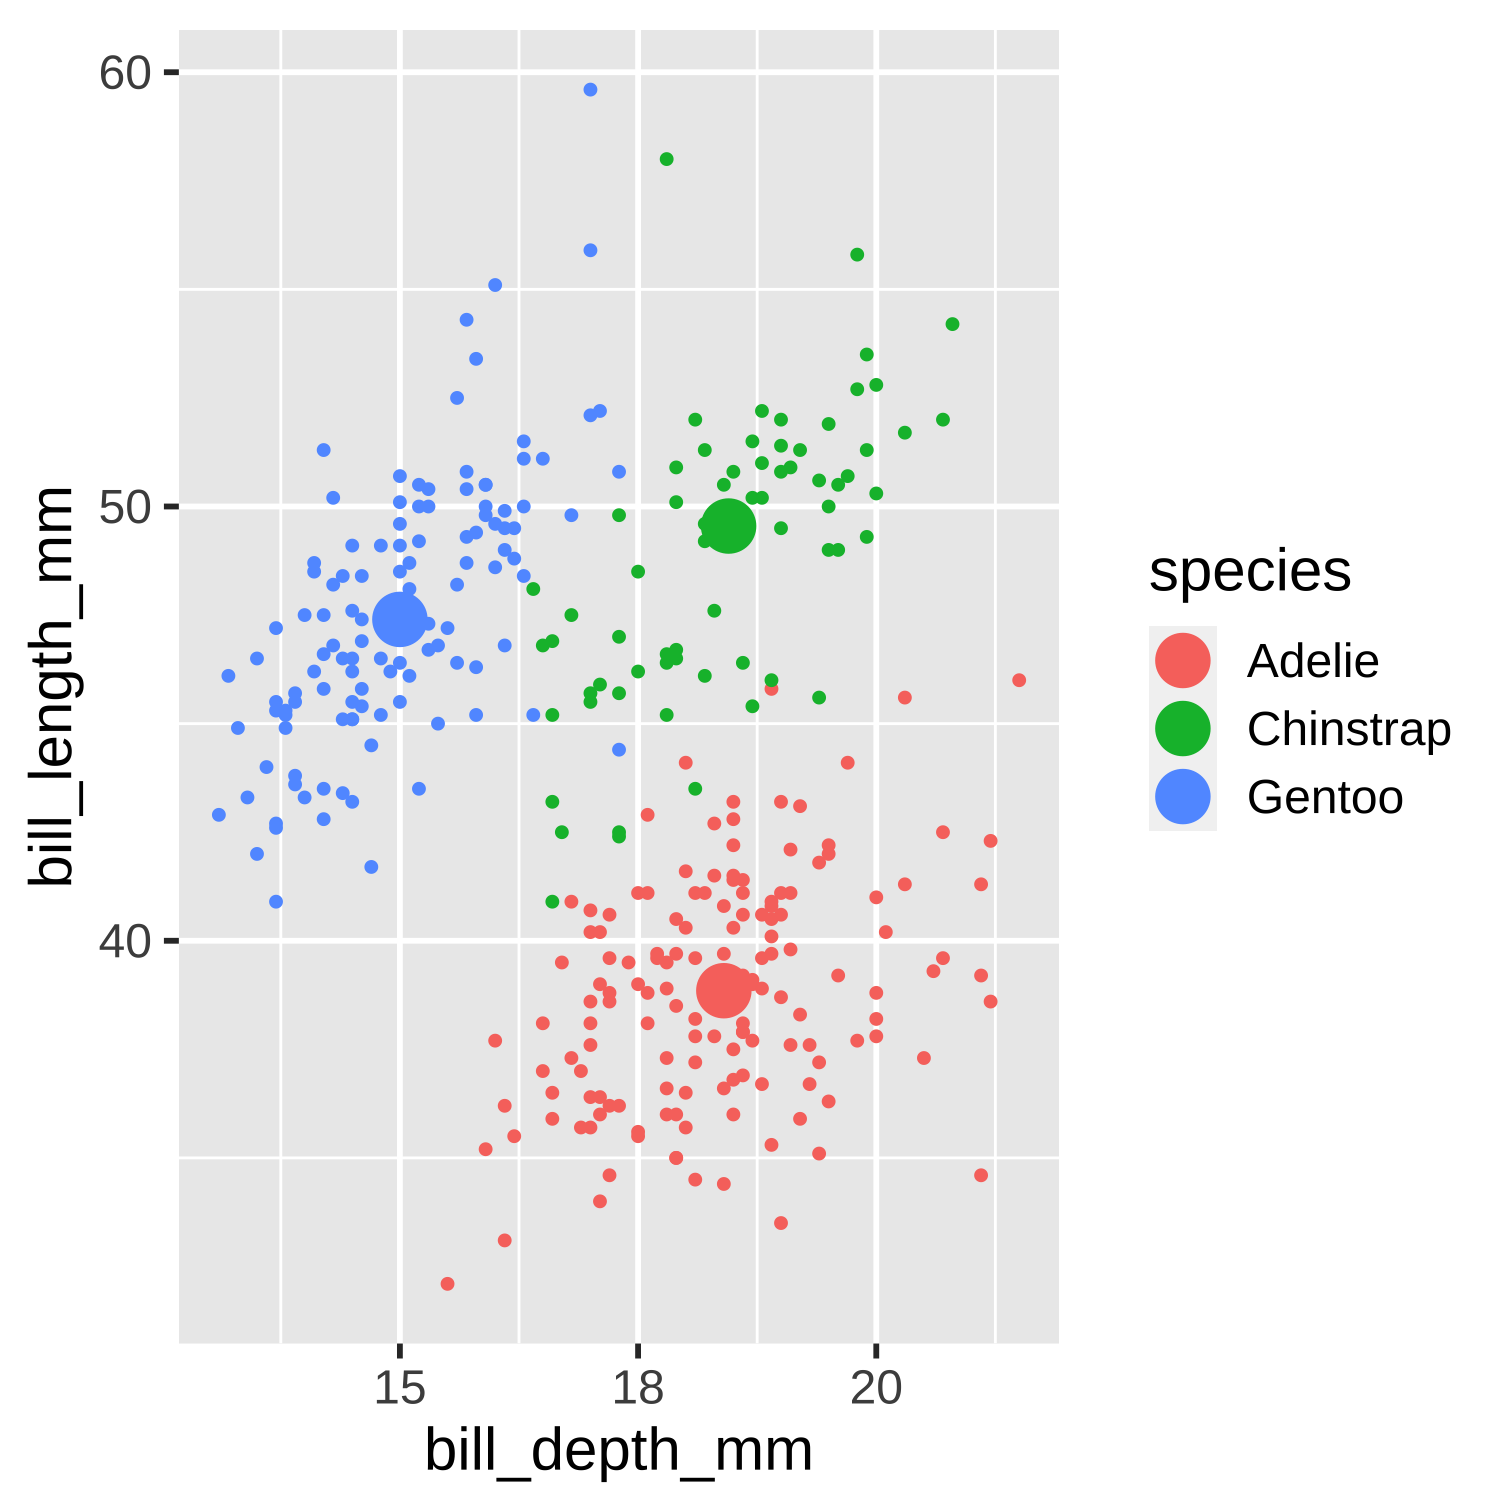 60
50
40
bill_length_mm
15 18 20
bill_depth_mm
species
Adelie
Chinstrap
Gentoo